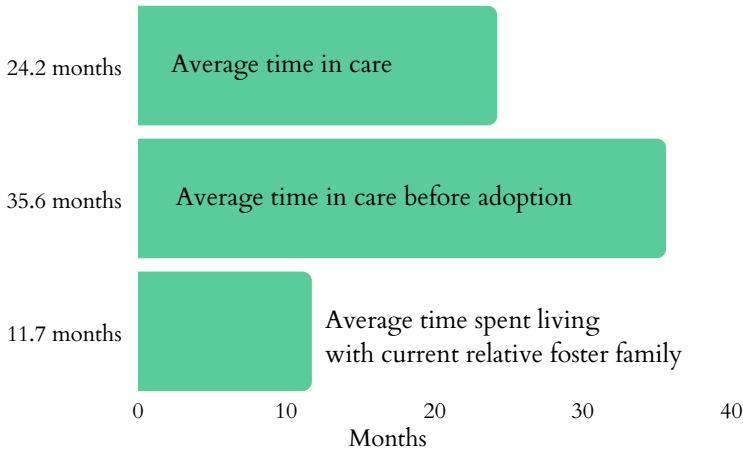 24.2 months
Average time in care
35.6 months
Average time in care before adoption
11.7 months
Average time spent living
with current relative foster family
0 10 20 30 40
Months